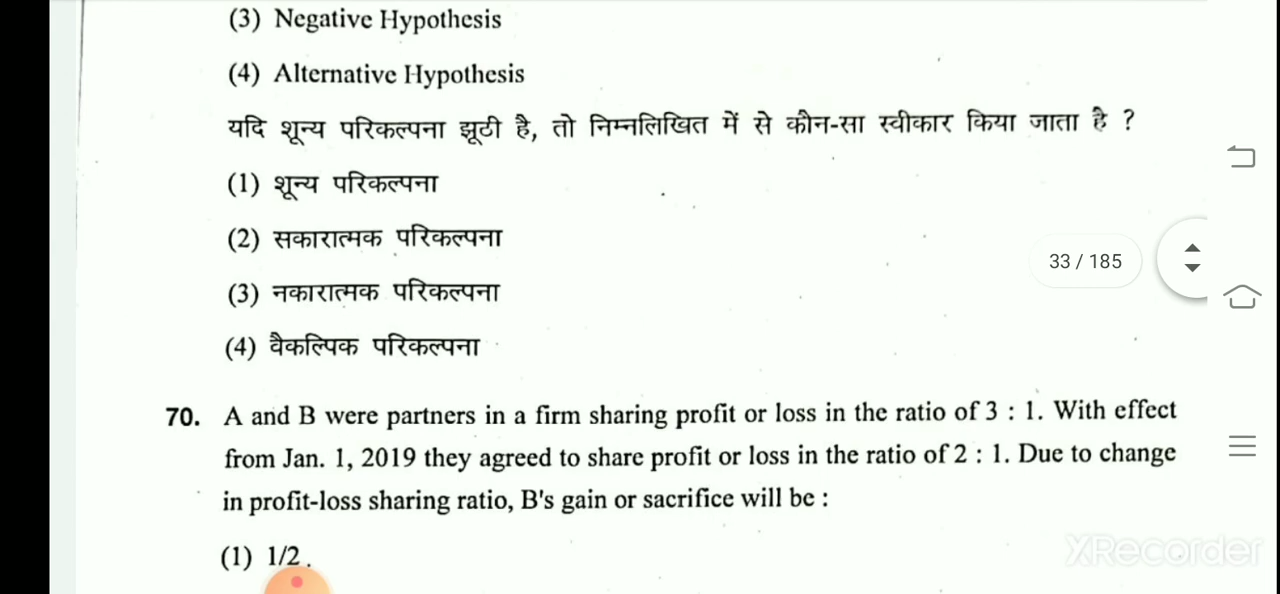 (3) Negative Hypothesis
(4) Alternative Hypothesis
यदि शून्य परिकल्पना झूठी है, तो निम्नलिखित में से कौन-सा स्वीकार किया जाता है ?
(1) शून्य परिकल्पना
(2) सकारात्मक परिकल्पना
(3) नकारात्मक परिकल्पना
(4) वैकल्पिक परिकल्पना
33 / 185
70. A and B were partners in a firm sharing profit or loss in the ratio of 3 : 1. With effect
from Jan. 1, 2019 they agreed to share profit or loss in the ratio of 2 : 1. Due to change
in profit-loss sharing ratio, B's gain or sacrifice will be :
(1) 1/2
XRecorder